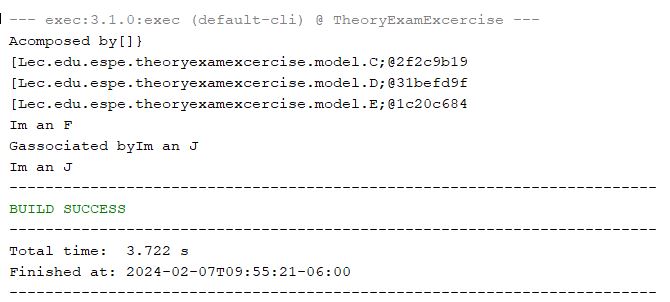 --- exec:3.1.0:exec (default-cli) @ TheoryExamExcercise ---
Acomposed by[]}
[Lec.edu.espe.theoryexamexcercise.model.C;@2f2c9b19
[Lec.edu.espe.theoryexamexcercise.model.D;@31befd9f
[Lec.edu.espe.theoryexamexcercise.model.E;@1c20c684
Im an F
Gassociated byIm an J
Im an J
------------------------------------------------------------------------
BUILD SUCCESS
------------------------------------------------------------------------
Total time:  3.722 s
Finished at: 2024-02-07T09:55:21-06:00
------------------------------------------------------------------------